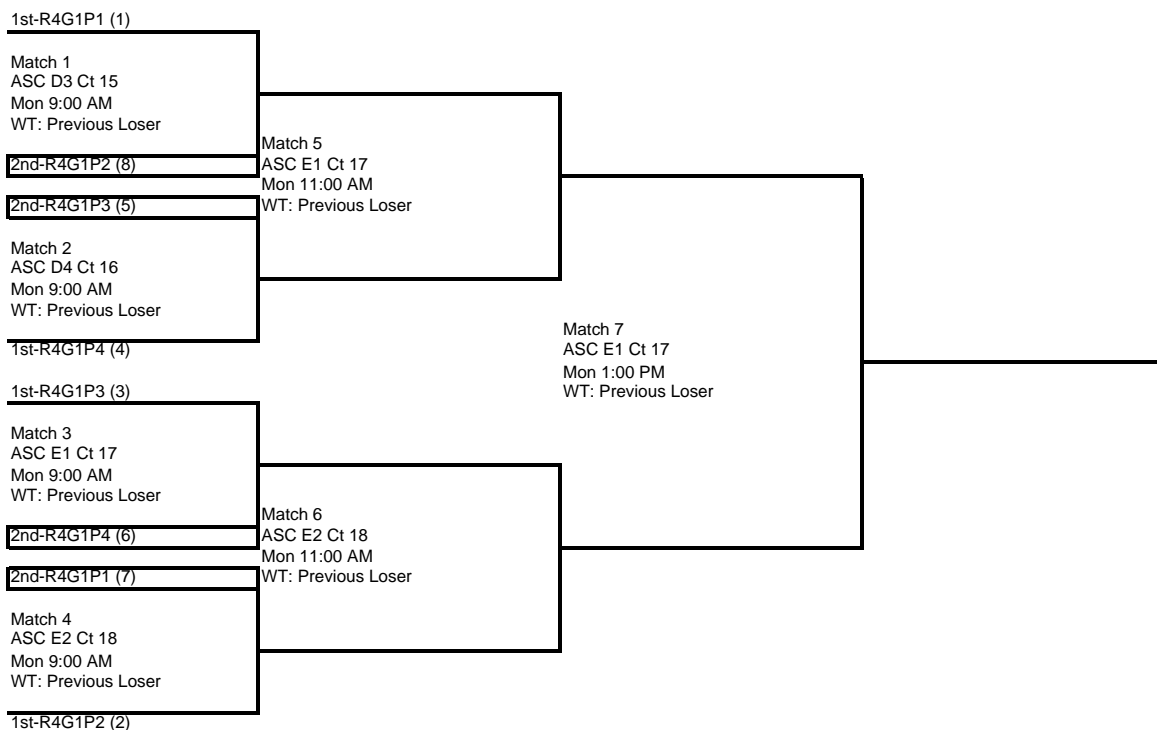 1st-R4G1P1 (1)
Match 1
ASC D3 Ct 15
Mon 9:00 AM
WT: Previous Loser
2nd-R4G1P2 (8)
2nd-R4G1P3 (5)
Match 2
ASC D4 Ct 16
Mon 9:00 AM
WT: Previous Loser
1st-R4G1P4 (4)
1st-R4G1P3 (3)
Match 3
ASC E1 Ct 17
Mon 9:00 AM
WT: Previous Loser
2nd-R4G1P4 (6)
2nd-R4G1P1 (7)
Match 4
ASC E2 Ct 18
Mon 9:00 AM
WT: Previous Loser
1st-R4G1P2 (2)
Match 5
ASC E1 Ct 17
Mon 11:00 AM
WT: Previous Loser
Match 6
ASC E2 Ct 18
Mon 11:00 AM
WT: Previous Loser
Match 7
ASC E1 Ct 17
Mon 1:00 PM
WT: Previous Loser